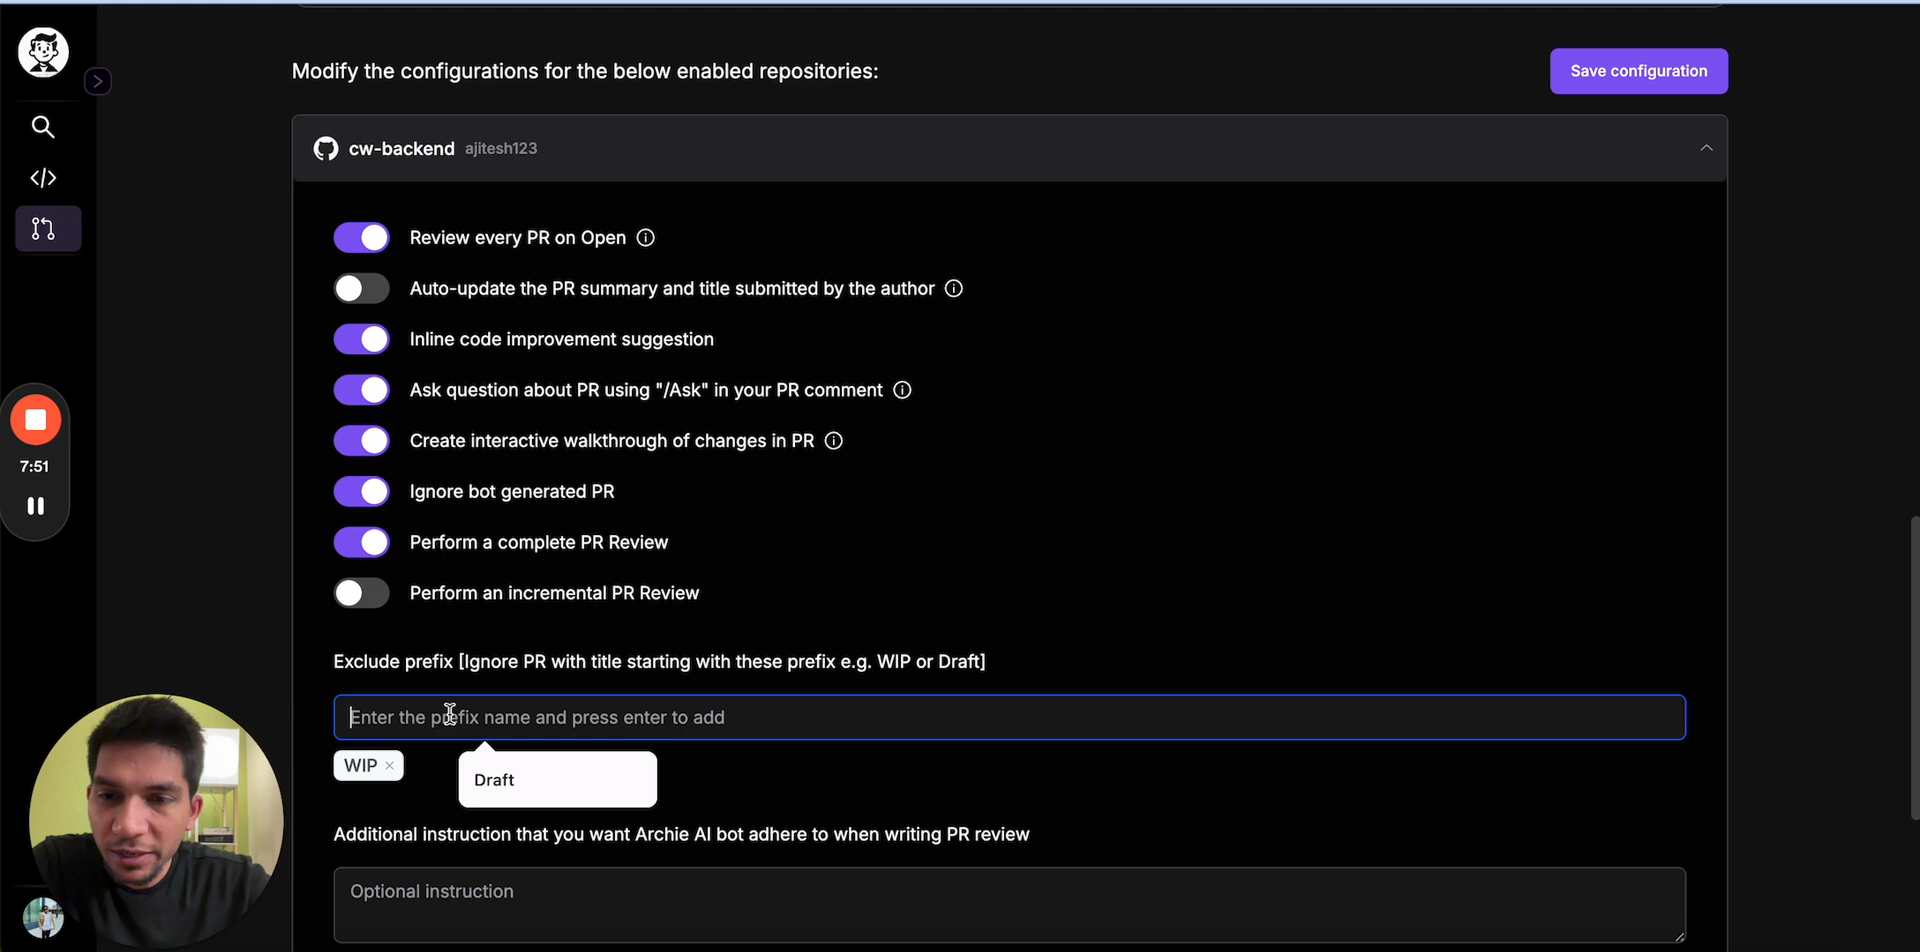 Modify the configurations for the below enabled repositories:
Save configuration
cw-backend ajitesh123
Review every PR on Open
Auto-update the PR summary and title submitted by the author
Inline code improvement suggestion
Ask question about PR using "/Ask" in your PR comment
Create interactive walkthrough of changes in PR
7:51
Ignore bot generated PR
Perform a complete PR Review
Perform an incremental PR Review
Exclude prefix [Ignore PR with title starting with these prefix e.g. WIP or Draft]
Enter the prefix name and press enter to add
WIP ×
Draft
Additional instruction that you want Archie AI bot adhere to when writing PR review
Optional instruction